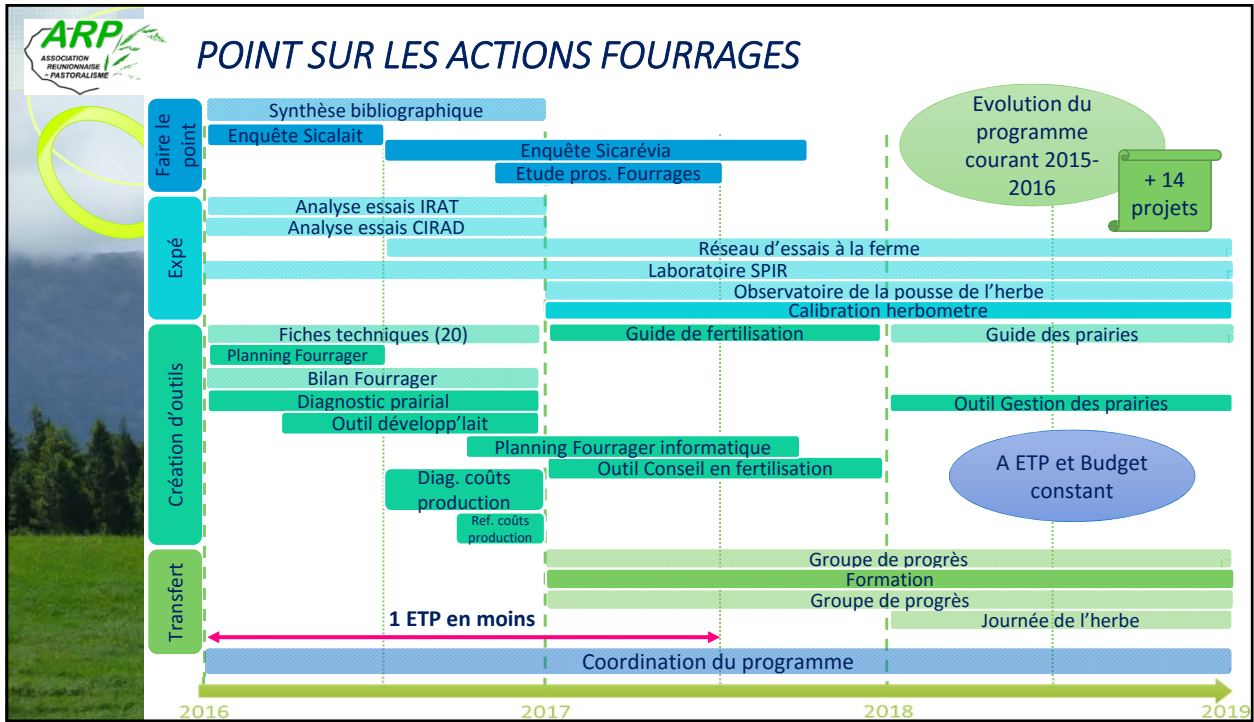 ARP
ASSOCIATION
REUNIONNAISE
PASTORALISME
POINT SUR LES ACTIONS FOURRAGES
Faire le
point
Synthèse bibliographique
Enquête Sicalait
Enquête Sicarévia
Etude pros. Fourrages
Evolution du
programme
courant 2015-
2016
+ 14
projets
Expé
Analyse essais IRAT
Analyse essais CIRAD
Réseau d'essais à la ferme
Laboratoire SPIR
Observatoire de la pousse de l'herbe
Calibration herbometre
Création d'outils
Fiches techniques (20)
Guide de fertilisation
Guide des prairies
Planning Fourrager
Bilan Fourrager
Diagnostic prairial
Outil Gestion des prairies
Outil développ'lait
Planning Fourrager informatique
Outil Conseil en fertilisation
Diag. coûts
production
Ref. coûts
production
A ETP et Budget
constant
Transfert
Groupe de progrès
Formation
Groupe de progrès
Journée de l'herbe
1 ETP en moins
Coordination du programme
2016
2017
2018
2019